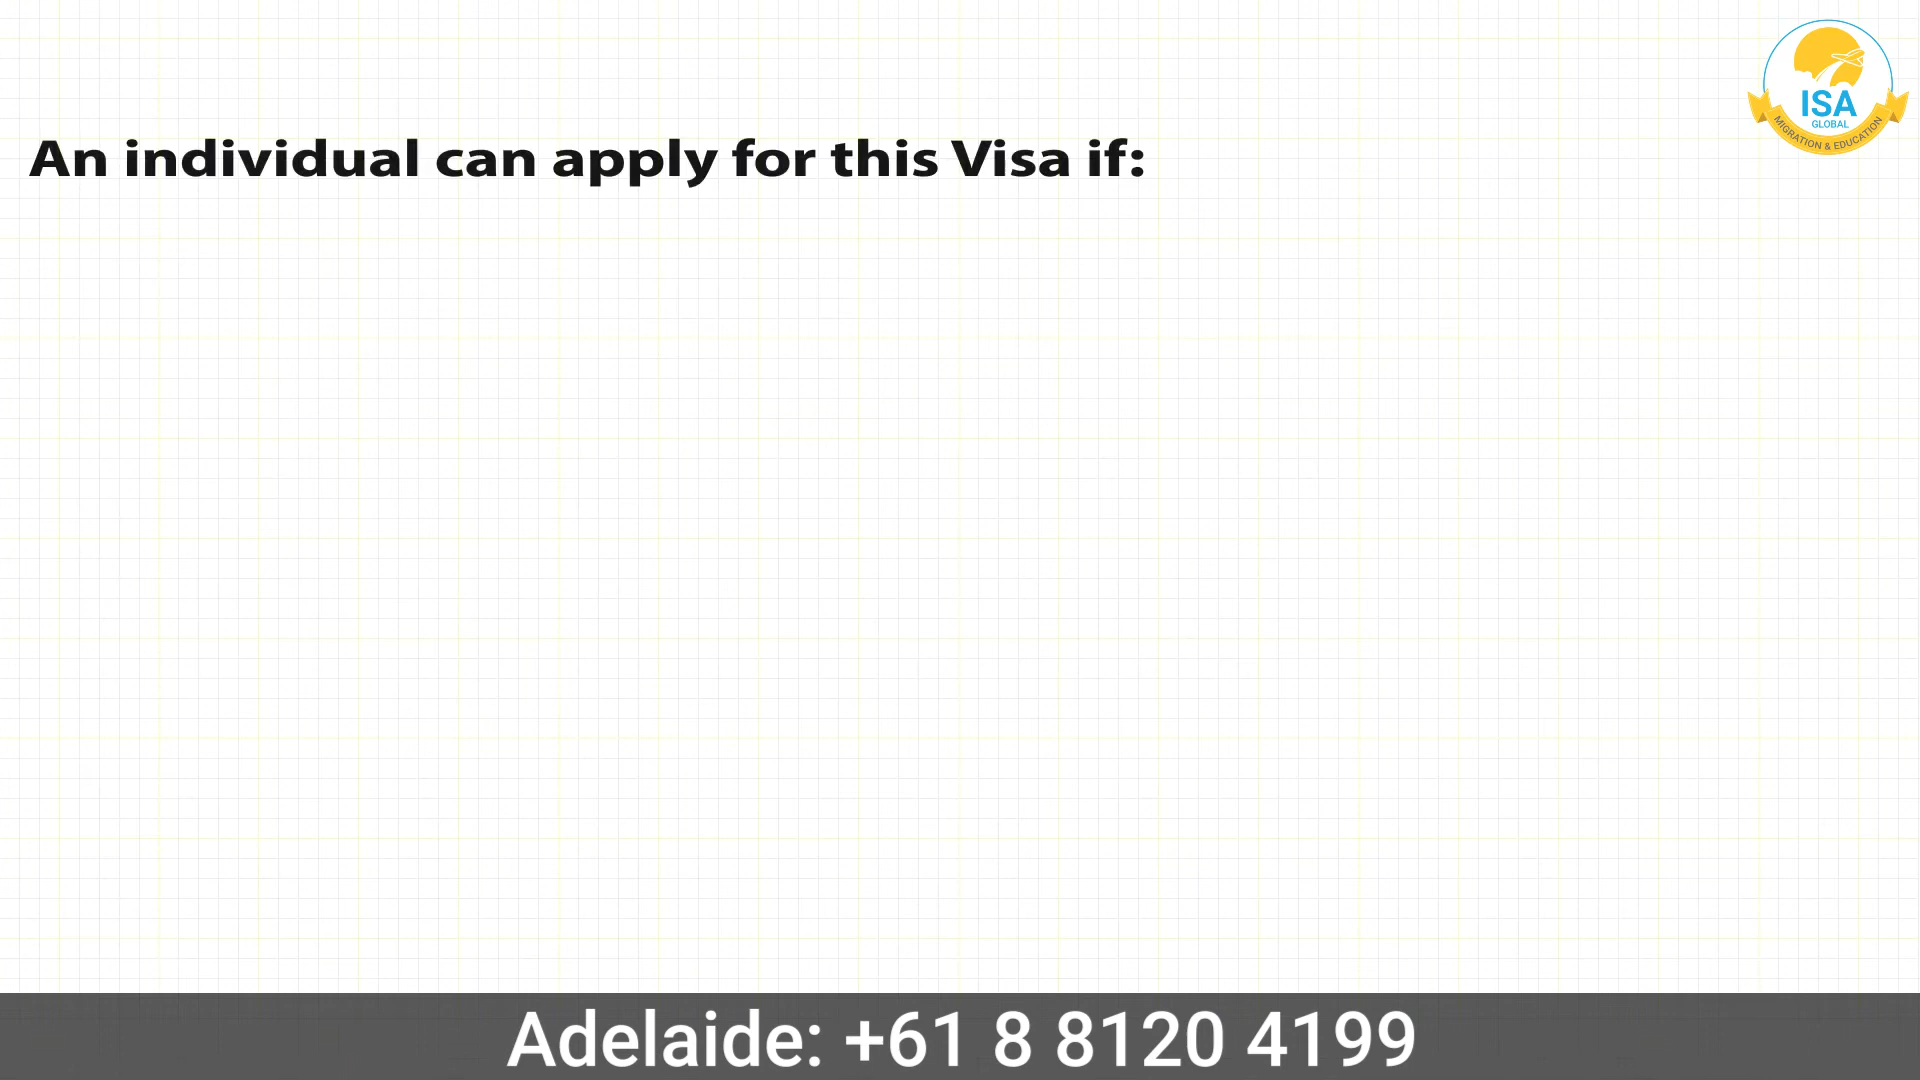 ISA
GLOBAL
MIGRATION & EDUCATION
An individual can apply for this Visa if:
Adelaide: +61 8 8120 4199